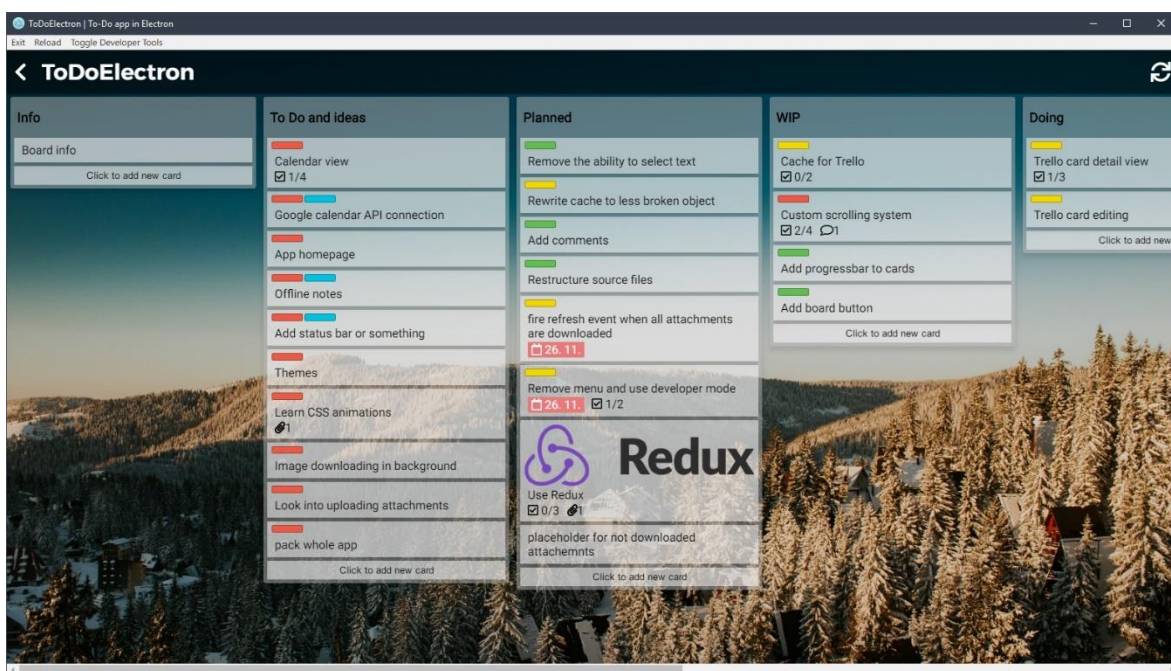 ToDoElectron | To-Do app in Electron
Exit Reload Toggle Developer Tools
ToDoElectron
Info
Board info
Click to add new card
To Do and ideas
Calendar view
1/4
Google calendar API connection
App homepage
Offline notes
Add status bar or something
Themes
Learn CSS animations
1
Image downloading in background
Look into uploading attachments
pack whole app
Click to add new card
Planned
Remove the ability to select text
Rewrite cache to less broken object
Add comments
Restructure source files
fire refresh event when all attachments
are downloaded
26. 11.
Remove menu and use developer mode
26. 11. 1/2
Redux
Use Redux
0/3 1
placeholder for not downloaded
attachemnts
Click to add new card
WIP
Cache for Trello
0/2
Custom scrolling system
2/4 1
Add progressbar to cards
Add board button
Click to add new card
Doing
Trello card detail view
1/3
Trello card editing
Click to add new